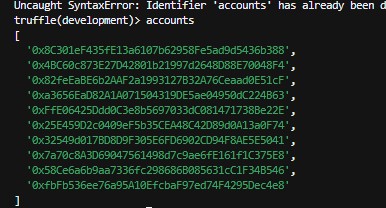 Uncaught SyntaxError: Identifier 'accounts' has already been d
truffle(development)> accounts
[
'0x8C301eF435fE13a6107b62958Fe5ad9d5436b388',
'0x4BC60c873E27D42801b21997d2648D88E70048F4',
'0x82feEaBE6b2AAF2a1993127B32A76Ceaad0E51cF',
'0xa3656EaD82A1A071504319DE5ae04950dC224B63',
'0xFfE06425Ddd0C3e8b5697033dC081471738Be22E',
'0x25E459D2c0409eF5b35CEA48C42D89d0A13a0F74',
'0x32549d017BD8D9F305E6FD6902CD94F8AE5E5041',
'0x7a70c8A3D69047561498d7c9ae6fE161f1C375E8',
'0x58Ce6a6b9aa7336fc298686B085631cC1F34B546',
'0xfbFb536ee76a95A10EfcbaF97ed74F4295Dec4e8'
]